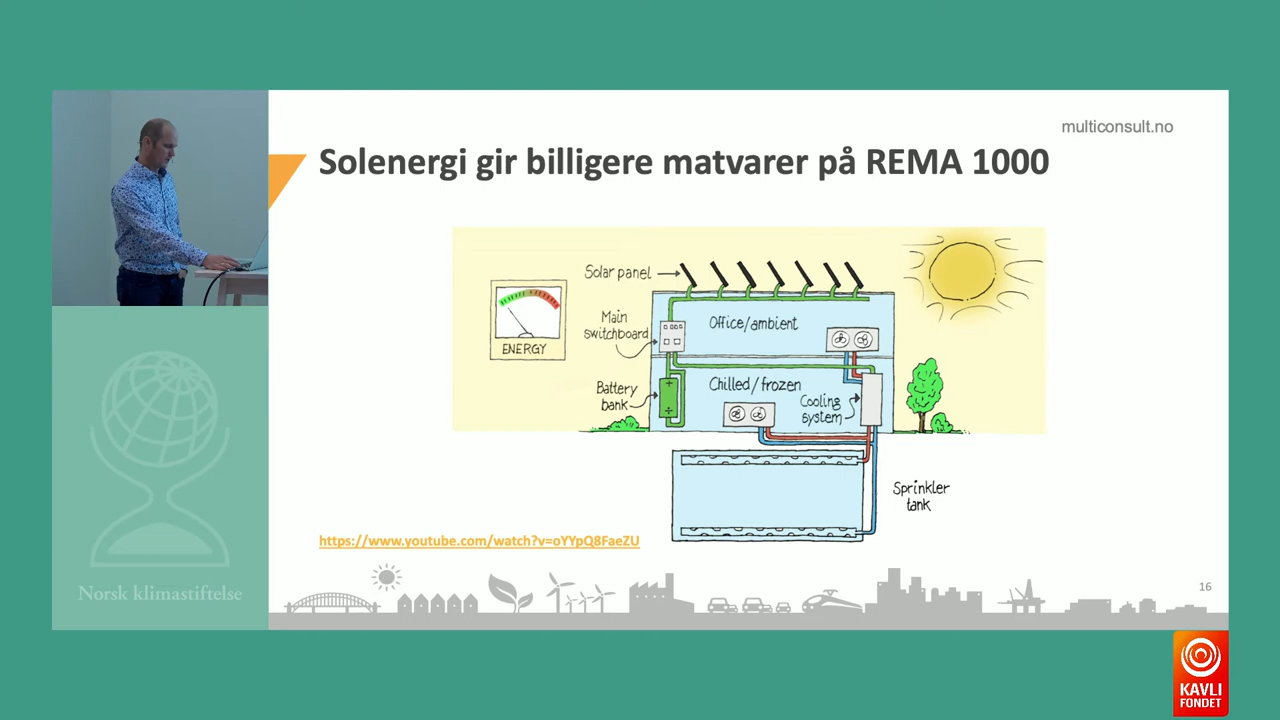 multiconsult.no
Solenergi gir billigere matvarer på REMA 1000
Solar panel
Main
switchboard
Office/ambient
ENERGY
Battery
bank
Chilled/frozen
Cooling
system
Sprinkler
tank
https://www.youtube.com/watch?v=oYYpQ8FaeZU
Norsk klimastiftelse
16
KAVLI
FONDET